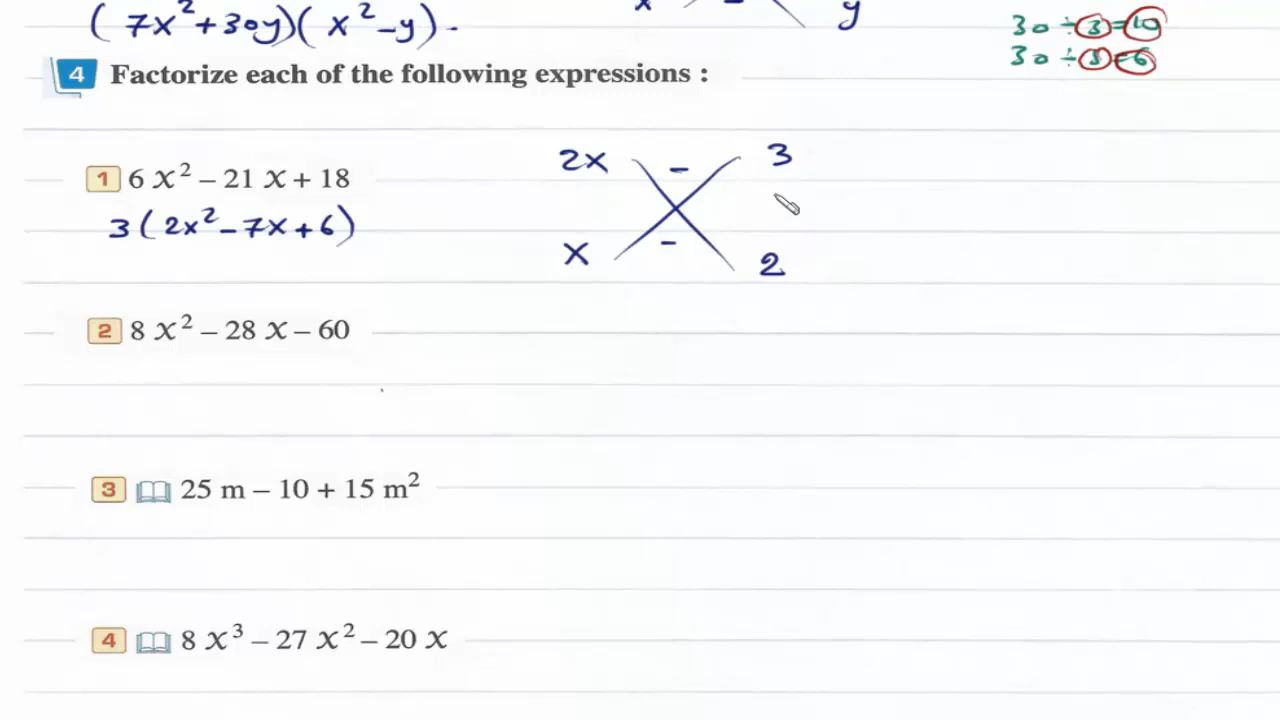 (7x²+30y)(x²-y).
x - y
30÷3=10
30÷5=6
4 Factorize each of the following expressions :
1 6 x² – 21 x + 18
3(2x²-7x+6)
2x - 3
x - 2
2 8 x² – 28 x – 60
3 25 m – 10 + 15 m²
4 8 x³ – 27 x² – 20 x